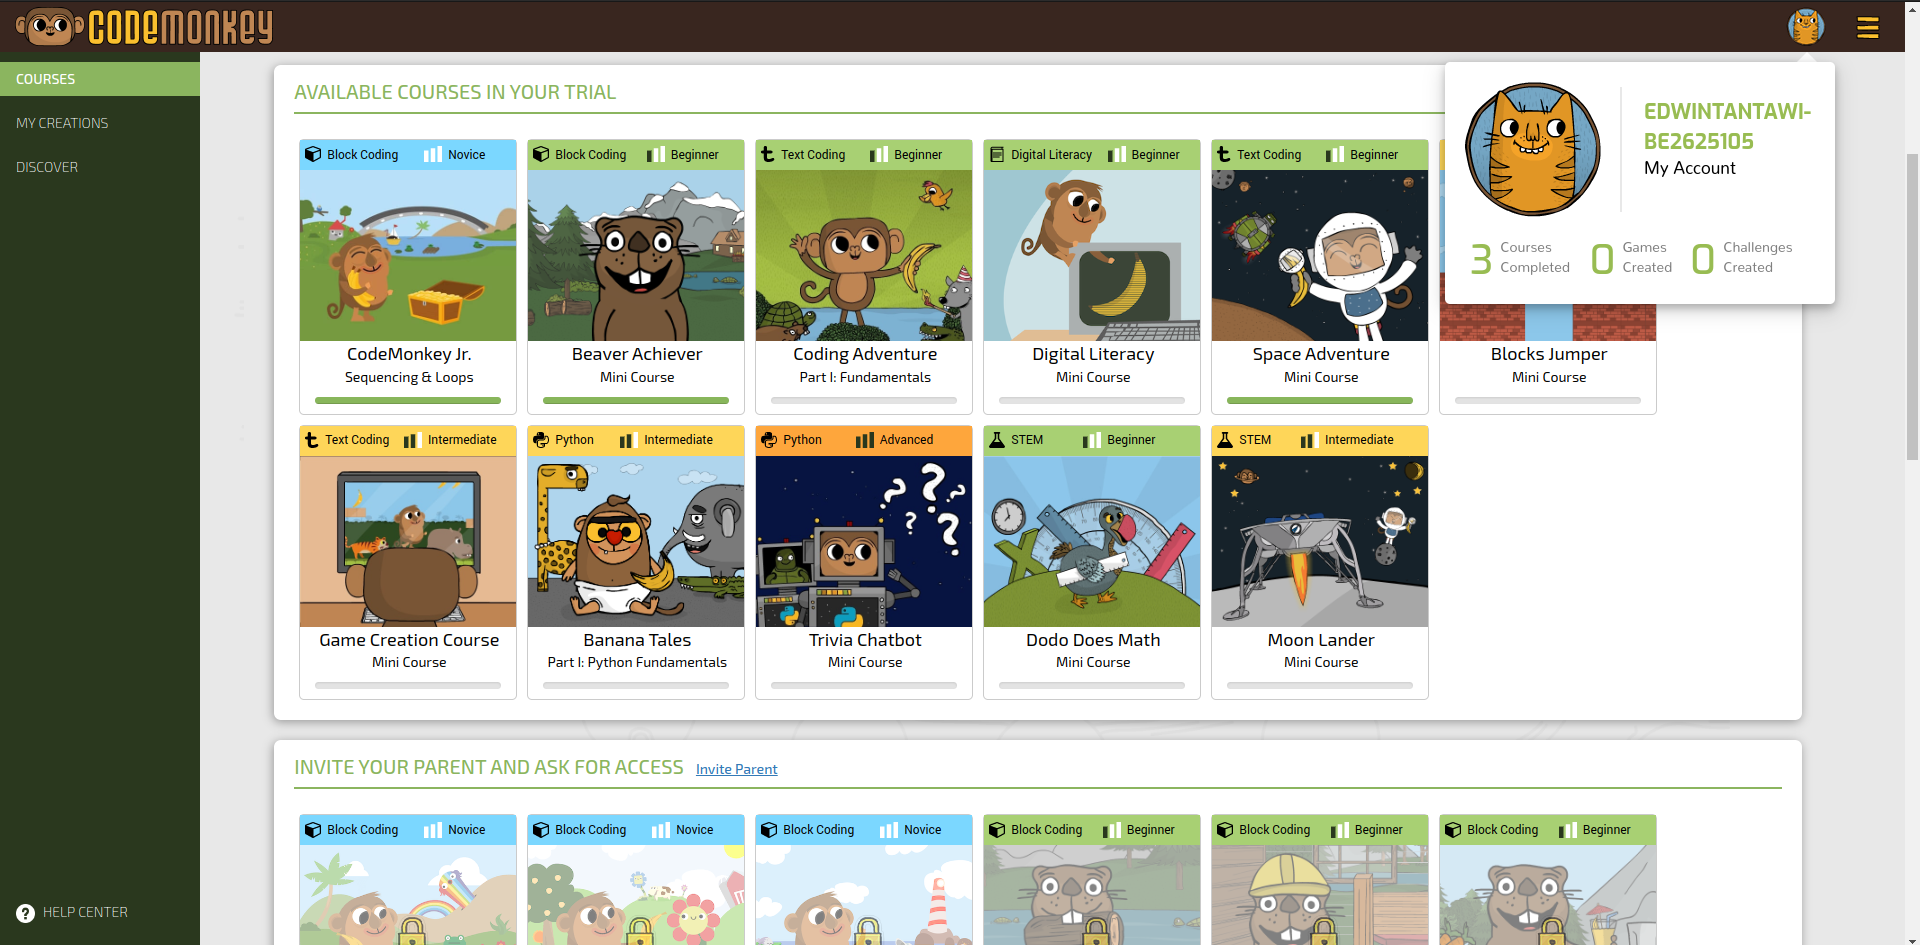 CODEMONKEY
COURSES
MY CREATIONS
DISCOVER
HELP CENTER
AVAILABLE COURSES IN YOUR TRIAL
EDWINTANTAWI-
BE2625105
My Account
3 Courses Completed
0 Games Created
0 Challenges Created
Block Coding Novice
CodeMonkey Jr.
Sequencing & Loops
Block Coding Beginner
Beaver Achiever
Mini Course
Text Coding Beginner
Coding Adventure
Part I: Fundamentals
Digital Literacy Beginner
Digital Literacy
Mini Course
Text Coding Beginner
Space Adventure
Mini Course
Blocks Jumper
Mini Course
Text Coding Intermediate
Game Creation Course
Mini Course
Python Intermediate
Banana Tales
Part I: Python Fundamentals
Python Advanced
? ? ? ? ?
Trivia Chatbot
Mini Course
STEM Beginner
Dodo Does Math
Mini Course
STEM Intermediate
Moon Lander
Mini Course
INVITE YOUR PARENT AND ASK FOR ACCESS Invite Parent
Block Coding Novice
Block Coding Novice
Block Coding Novice
Block Coding Beginner
Block Coding Beginner
Block Coding Beginner